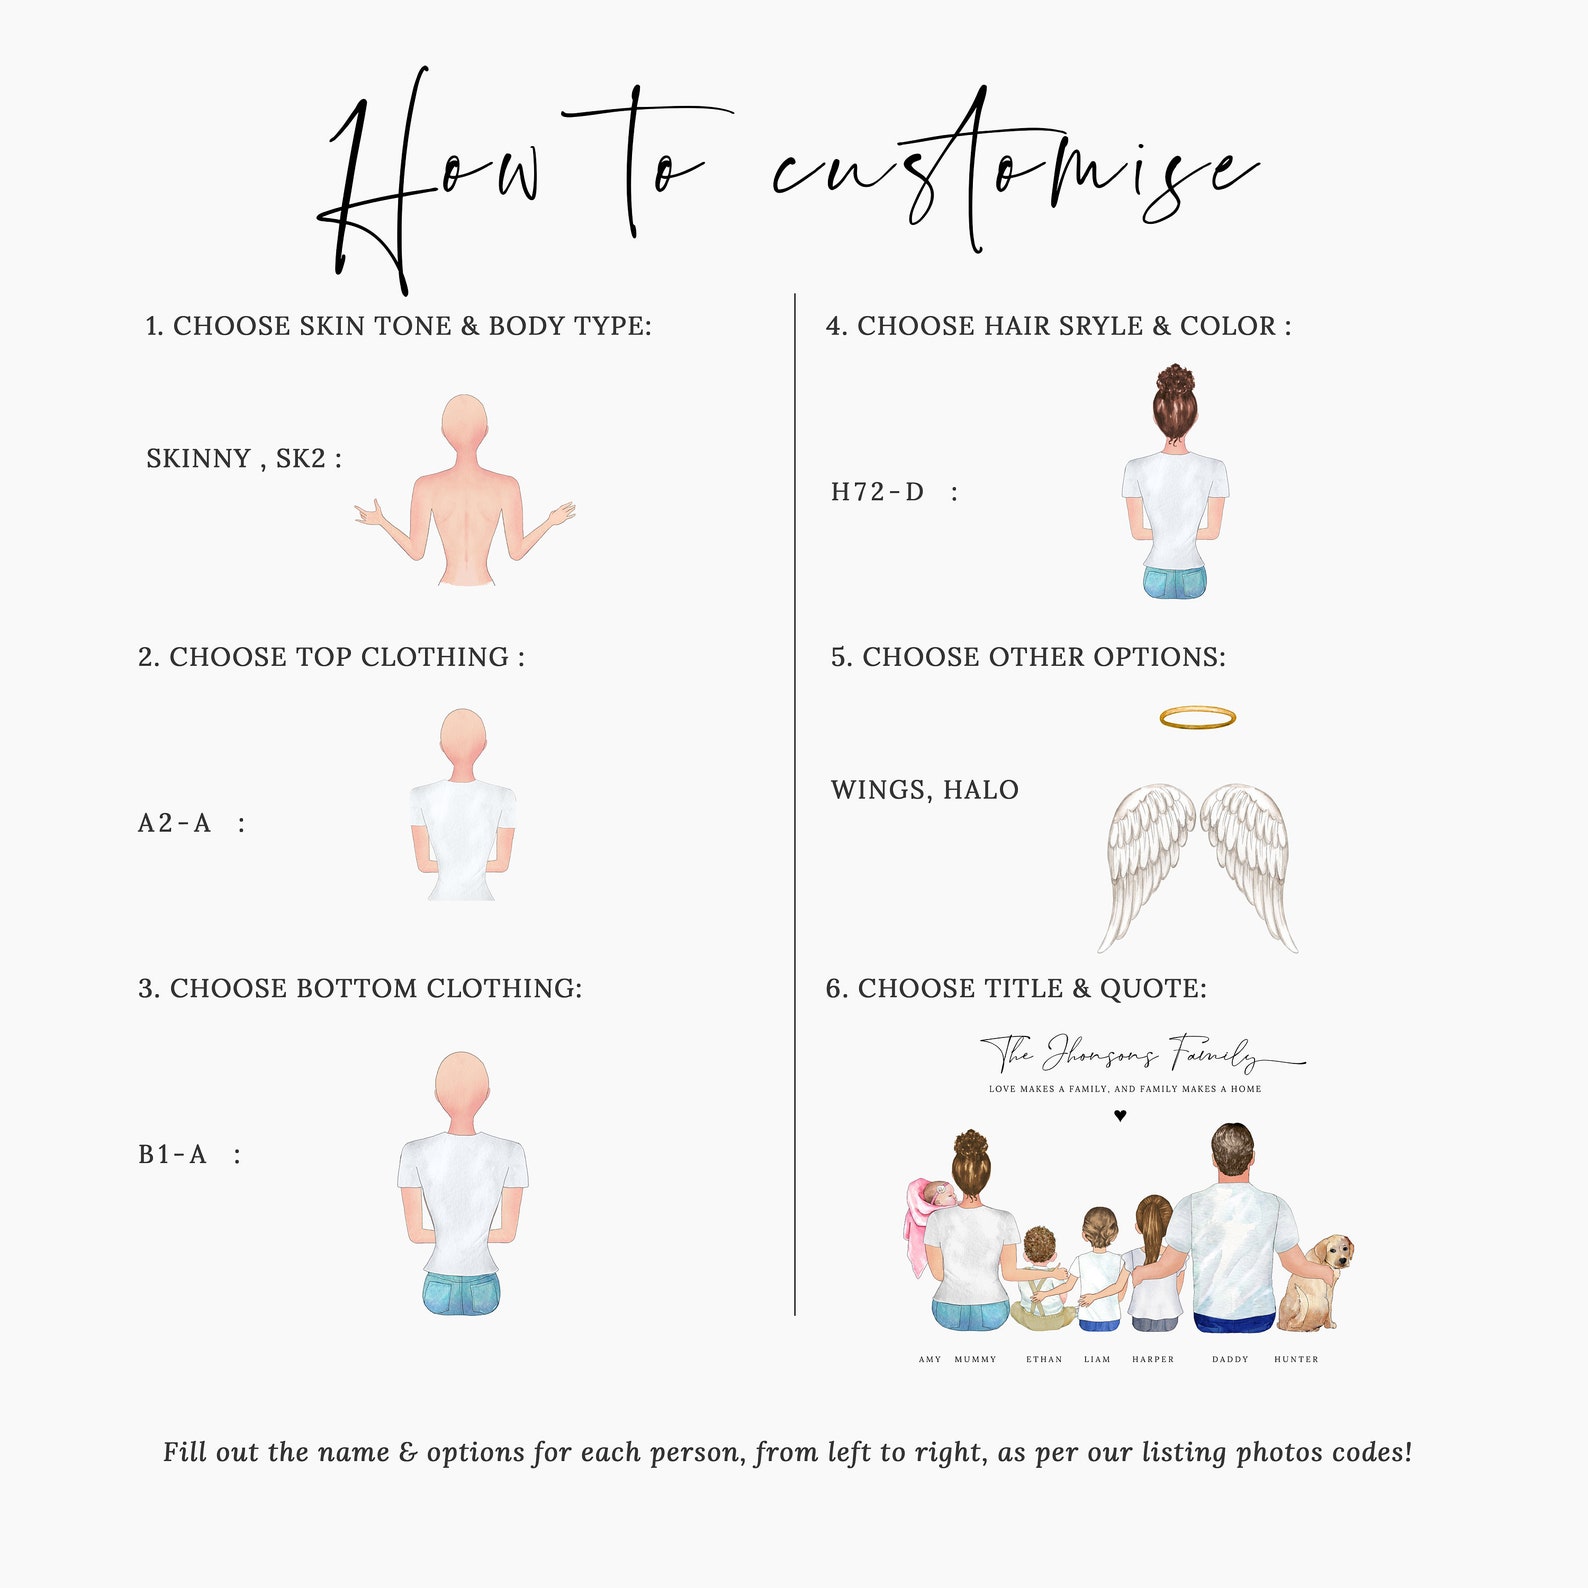 How to customise
1. CHOOSE SKIN TONE & BODY TYPE:
SKINNY , SK2 :
2. CHOOSE TOP CLOTHING :
A2-A :
3. CHOOSE BOTTOM CLOTHING:
B1-A :
4. CHOOSE HAIR SRYLE & COLOR :
H72-D :
5. CHOOSE OTHER OPTIONS:
WINGS, HALO
6. CHOOSE TITLE & QUOTE:
The Jhonsons Family
LOVE MAKES A FAMILY, AND FAMILY MAKES A HOME
AMY MUMMY ETHAN LIAM HARPER DADDY HUNTER
Fill out the name & options for each person, from left to right, as per our listing photos codes!